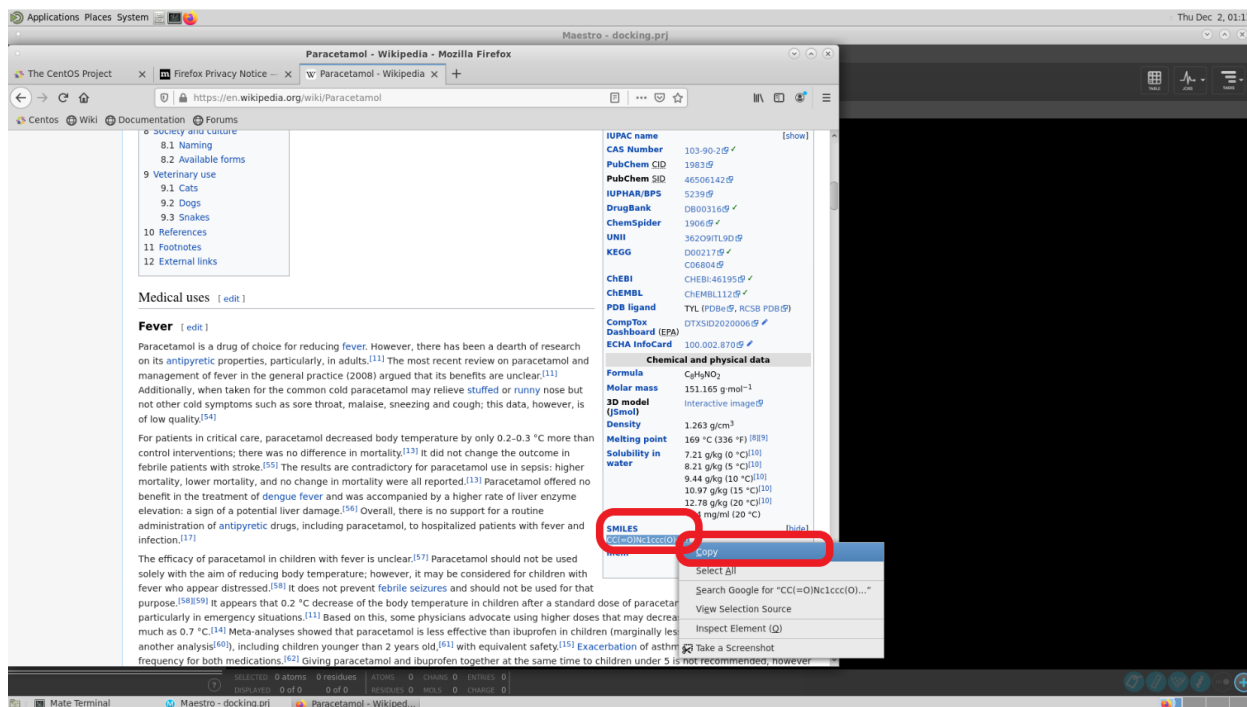 Applications Places System
Thu Dec 2, 01:1
Maestro - docking.prj
Paracetamol - Wikipedia - Mozilla Firefox
The CentOS Project × Firefox Privacy Notice — × Paracetamol - Wikipedia × +
https://en.wikipedia.org/wiki/Paracetamol
TABLE JOBS TASKS
Centos Wiki Documentation Forums
8 Society and culture
8.1 Naming
8.2 Available forms
9 Veterinary use
9.1 Cats
9.2 Dogs
9.3 Snakes
10 References
11 Footnotes
12 External links
Medical uses [ edit ]
Fever [ edit ]
Paracetamol is a drug of choice for reducing fever. However, there has been a dearth of research
on its antipyretic properties, particularly, in adults.[11] The most recent review on paracetamol and
management of fever in the general practice (2008) argued that its benefits are unclear.[11]
Additionally, when taken for the common cold paracetamol may relieve stuffed or runny nose but
not other cold symptoms such as sore throat, malaise, sneezing and cough; this data, however, is
of low quality.[54]
For patients in critical care, paracetamol decreased body temperature by only 0.2–0.3 °C more than
control interventions; there was no difference in mortality.[13] It did not change the outcome in
febrile patients with stroke.[55] The results are contradictory for paracetamol use in sepsis: higher
mortality, lower mortality, and no change in mortality were all reported.[13] Paracetamol offered no
benefit in the treatment of dengue fever and was accompanied by a higher rate of liver enzyme
elevation: a sign of a potential liver damage.[56] Overall, there is no support for a routine
administration of antipyretic drugs, including paracetamol, to hospitalized patients with fever and
infection.[17]
The efficacy of paracetamol in children with fever is unclear.[57] Paracetamol should not be used
solely with the aim of reducing body temperature; however, it may be considered for children with
fever who appear distressed.[58] It does not prevent febrile seizures and should not be used for that
purpose.[58][59] It appears that 0.2 °C decrease of the body temperature in children after a standard dose of paracetar
particularly in emergency situations.[11] Based on this, some physicians advocate using higher doses that may decrea
much as 0.7 °C.[14] Meta-analyses showed that paracetamol is less effective than ibuprofen in children (marginally les
another analysis[60]), including children younger than 2 years old,[61] with equivalent safety.[15] Exacerbation of asthm
frequency for both medications.[62] Giving paracetamol and ibuprofen together at the same time to children under 5 is not recommended, however
IUPAC name [show]
CAS Number 103-90-2 ✓
PubChem CID 1983
PubChem SID 46506142
IUPHAR/BPS 5239
DrugBank DB00316 ✓
ChemSpider 1906 ✓
UNII 362O9ITL9D
KEGG D00217 ✓
C06804
ChEBI CHEBI:46195 ✓
ChEMBL ChEMBL112 ✓
PDB ligand TYL (PDBe, RCSB PDB)
CompTox DTXSID2020006
Dashboard (EPA)
ECHA InfoCard 100.002.870
Chemical and physical data
Formula C8H9NO2
Molar mass 151.165 g·mol−1
3D model Interactive image
(JSmol)
Density 1.263 g/cm3
Melting point 169 °C (336 °F) [8][9]
Solubility in 7.21 g/kg (0 °C)[10]
water 8.21 g/kg (5 °C)[10]
9.44 g/kg (10 °C)[10]
10.97 g/kg (15 °C)[10]
12.78 g/kg (20 °C)[10]
mg/ml (20 °C)
SMILES [hide]
CC(=O)Nc1ccc(O)
Copy
Select All
Search Google for “CC(=O)Nc1ccc(O)...”
View Selection Source
Inspect Element (Q)
Take a Screenshot
SELECTED 0 atoms 0 residues ATOMS 0 CHAINS 0 ENTRIES 0
DISPLAYED 0 of 0 0 of 0 RESIDUES 0 MOLS 0 CHARGE 0
Mate Terminal Maestro - docking.prj Paracetamol - Wikiped...